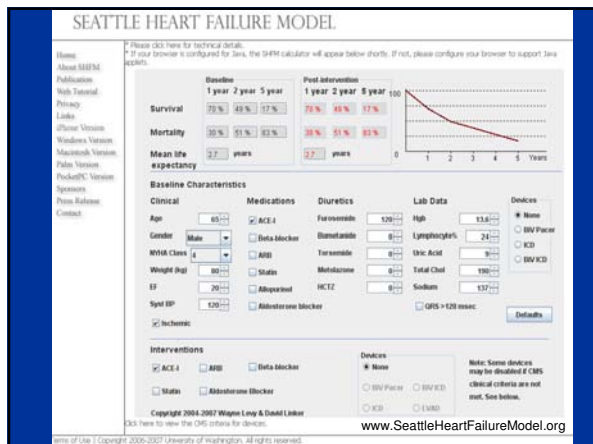 SEATTLE HEART FAILURE MODEL
* Please click here for technical details.
* If your browser is configured for Java, the SHFM calculator will appear below shortly. If not, please configure your browser to support Java applets.
Home
About SHFM
Publication
Web Tutorial
Privacy
Links
iPhone Version
Windows Version
Macintosh Version
Palm Version
PocketPC Version
Sponsors
Press Release
Contact
Baseline
1 year 2 year 5 year
Post-intervention
1 year 2 year 5 year
Survival 70 % 49 % 17 % 70 % 49 % 17 %
Mortality 30 % 51 % 83 % 30 % 51 % 83 %
Mean life expectancy 2.7 years 2.7 years
100
0 1 2 3 4 5 Years
Baseline Characteristics
Clinical
Age 65
Gender Male
NYHA Class 4
Weight (kg) 80
EF 20
Syst BP 120
Ischemic
Medications
ACE-I
Beta-blocker
ARB
Statin
Allopurinol
Aldosterone blocker
Diuretics
Furosemide 120
Bumetanide 0
Torsemide 0
Metolazone 0
HCTZ 0
Lab Data
Hgb 13.6
Lymphocyte% 24
Uric Acid 9
Total Chol 190
Sodium 137
QRS >120 msec
Devices
None
BIV Pacer
ICD
BIV ICD
Defaults
Interventions
ACE-I ARB Beta-blocker
Statin Aldosterone Blocker
Devices
None
BIV Pacer BIV ICD
ICD LVAD
Note: Some devices
may be disabled if CMS
clinical criteria are not
met. See below.
Copyright 2004-2007 Wayne Levy & David Linker
Click here to view the CMS criteria for devices.
www.SeattleHeartFailureModel.org
Terms of Use | Copyright 2006-2007 University of Washington. All rights reserved.